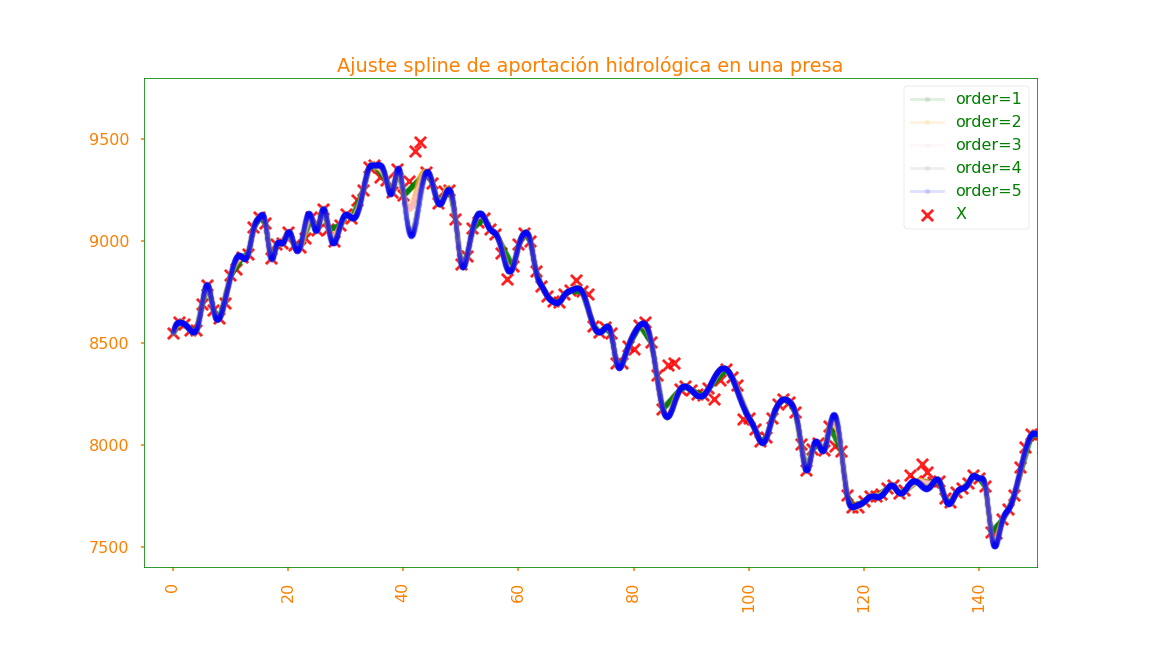 Ajuste spline de aportación hidrológica en una presa
order=1
order=2
order=3
order=4
order=5
X
9500
9000
8500
8000
7500
0
20
40
60
80
100
120
140